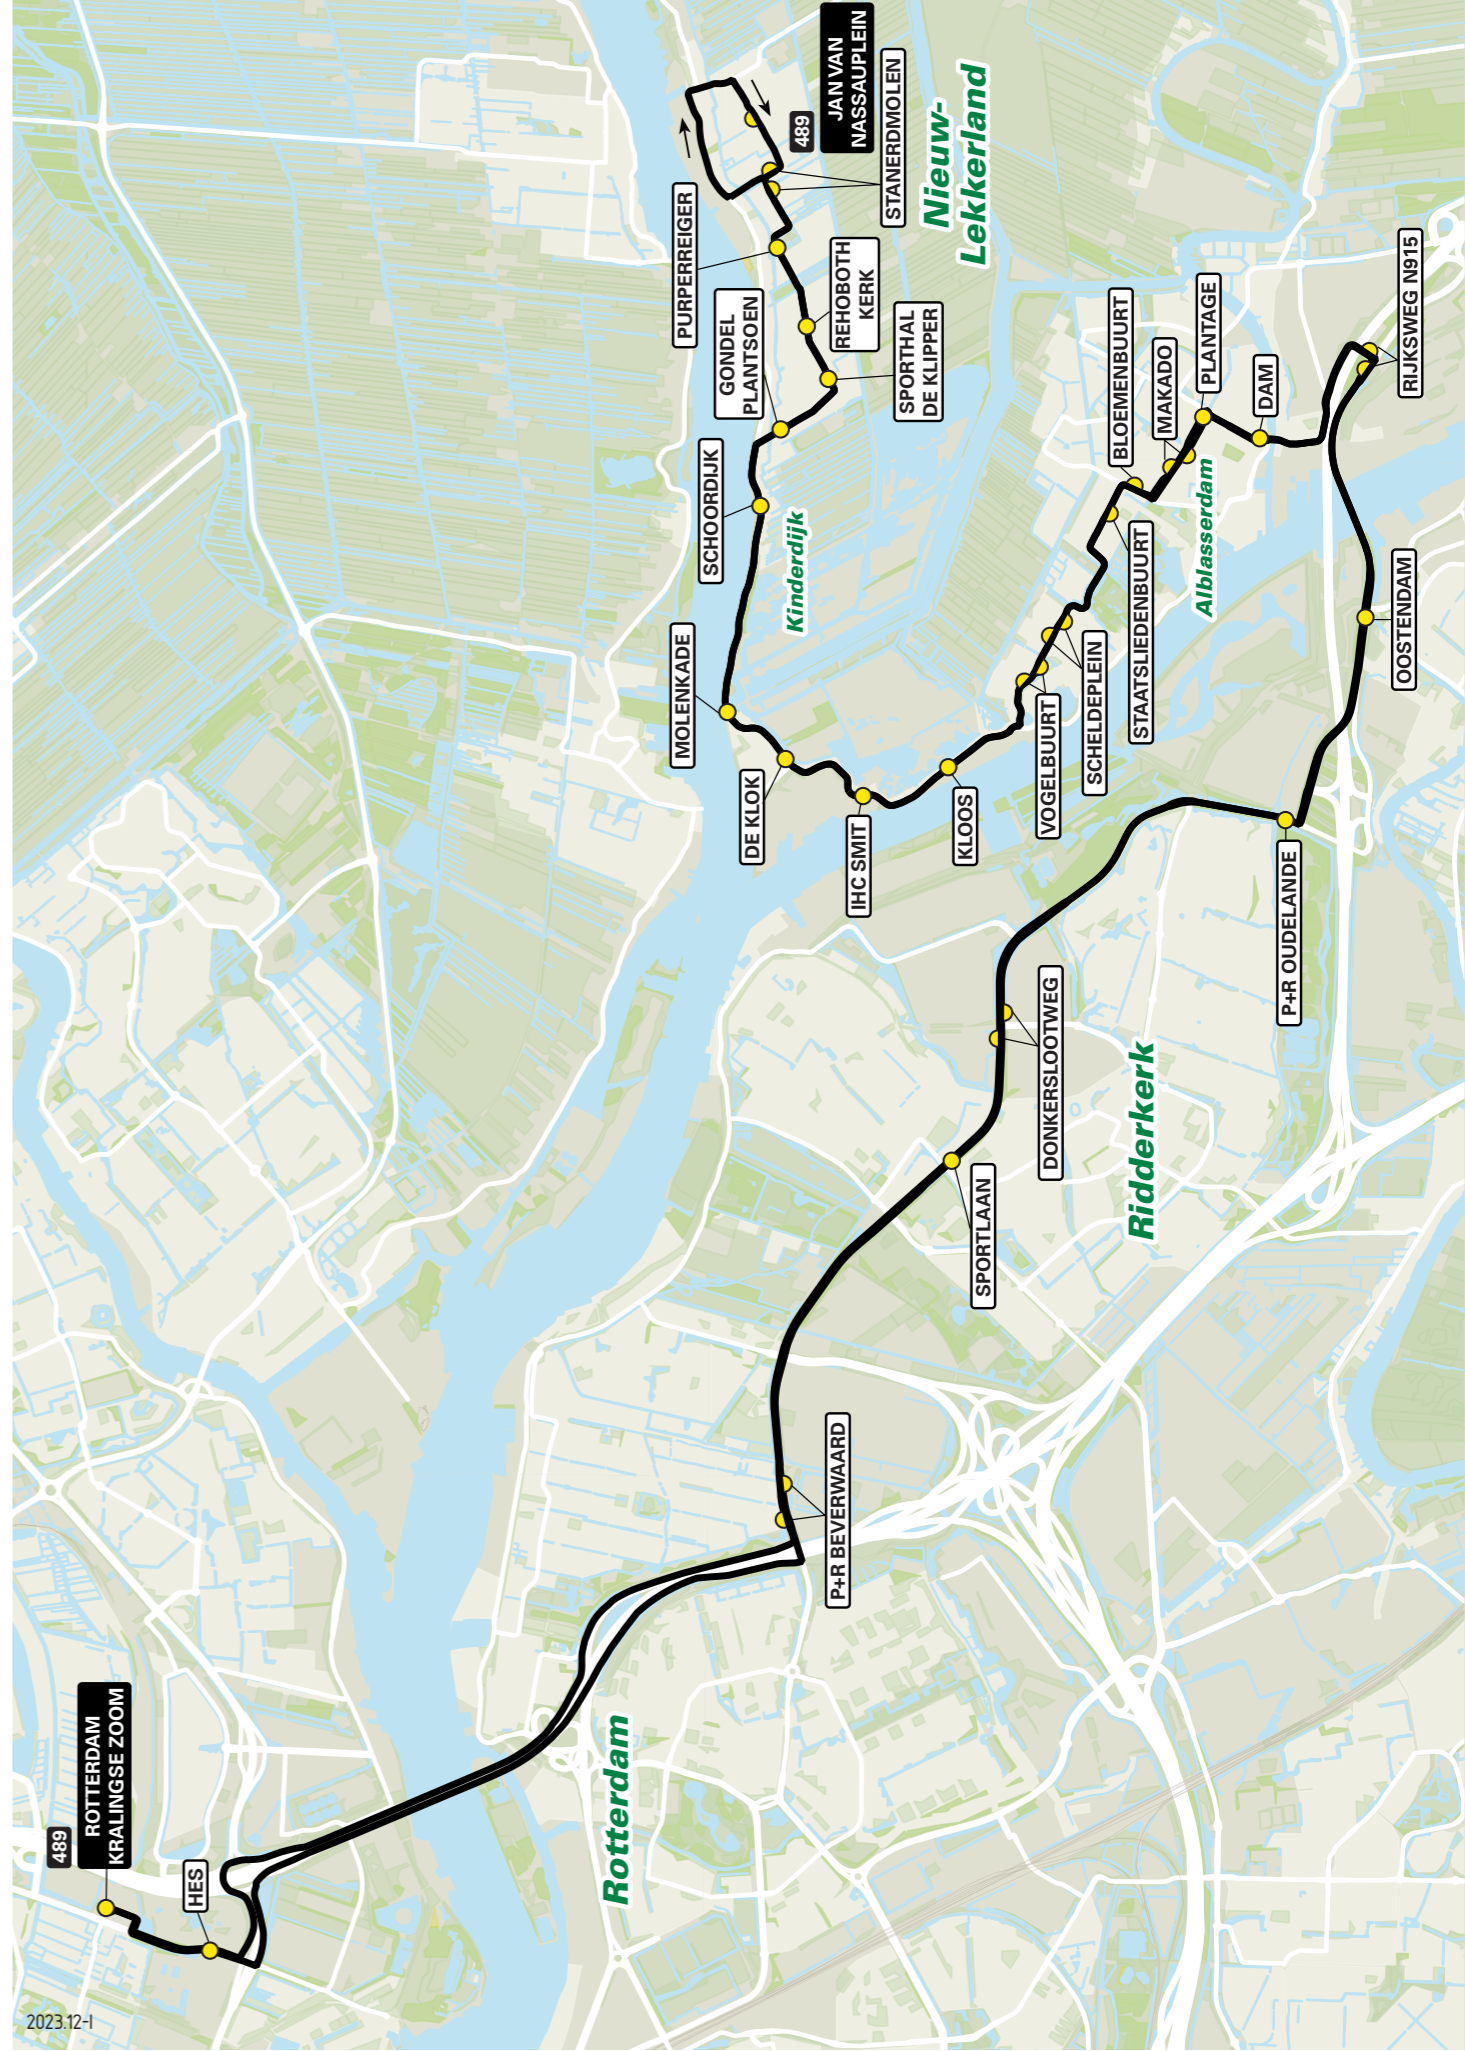 2023.12-I
489
ROTTERDAM
KRALINGSE ZOOM
HES
Rotterdam
P+R BEVERWAARD
SPORTLAAN
DONKERSLOOTWEG
Ridderkerk
P+R OUDELANDE
OOSTENDAM
RIJKSWEG N915
DAM
PLANTAGE
MAKADO
BLOEMENBUURT
Alblasserdam
STAATSLIEDENBUURT
SCHELDEPLEIN
VOGELBUURT
KLOOS
IHC SMIT
DE KLOK
MOLENKADE
Kinderdijk
SCHOORDIJK
GONDEL
PLANTSOEN
SPORTHAL
DE KLIPPER
REHOBOTH
KERK
PURPERREIGER
Nieuw-
Lekkerland
STANERDMOLEN
489
JAN VAN
NASSAUPLEIN